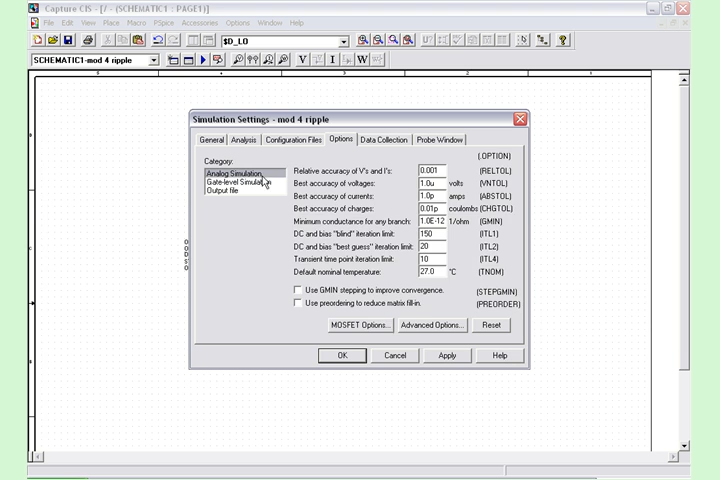 Capture CIS - [/ - (SCHEMATIC1 : PAGE1)]
File Edit View Place Macro PSpice Accessories Options Window Help
$D_LO
SCHEMATIC1-mod 4 ripple
V I W
5 4 3 2 1
Simulation Settings - mod 4 ripple
General Analysis Configuration Files Options Data Collection Probe Window
Category:
Analog Simulation
Gate-level Simulation
Output file
(.OPTION)
Relative accuracy of V's and I's: 0.001 (RELTOL)
Best accuracy of voltages: 1.0u volts (VNTOL)
Best accuracy of currents: 1.0p amps (ABSTOL)
Best accuracy of charges: 0.01p coulombs (CHGTOL)
Minimum conductance for any branch: 1.0E-12 1/ohm (GMIN)
DC and bias "blind" iteration limit: 150 (ITL1)
DC and bias "best guess" iteration limit: 20 (ITL2)
Transient time point iteration limit: 10 (ITL4)
Default nominal temperature: 27.0 °C (TNOM)
Use GMIN stepping to improve convergence. (STEPGMIN)
Use preordering to reduce matrix fill-in. (PREORDER)
MOSFET Options... Advanced Options... Reset
OK Cancel Apply Help